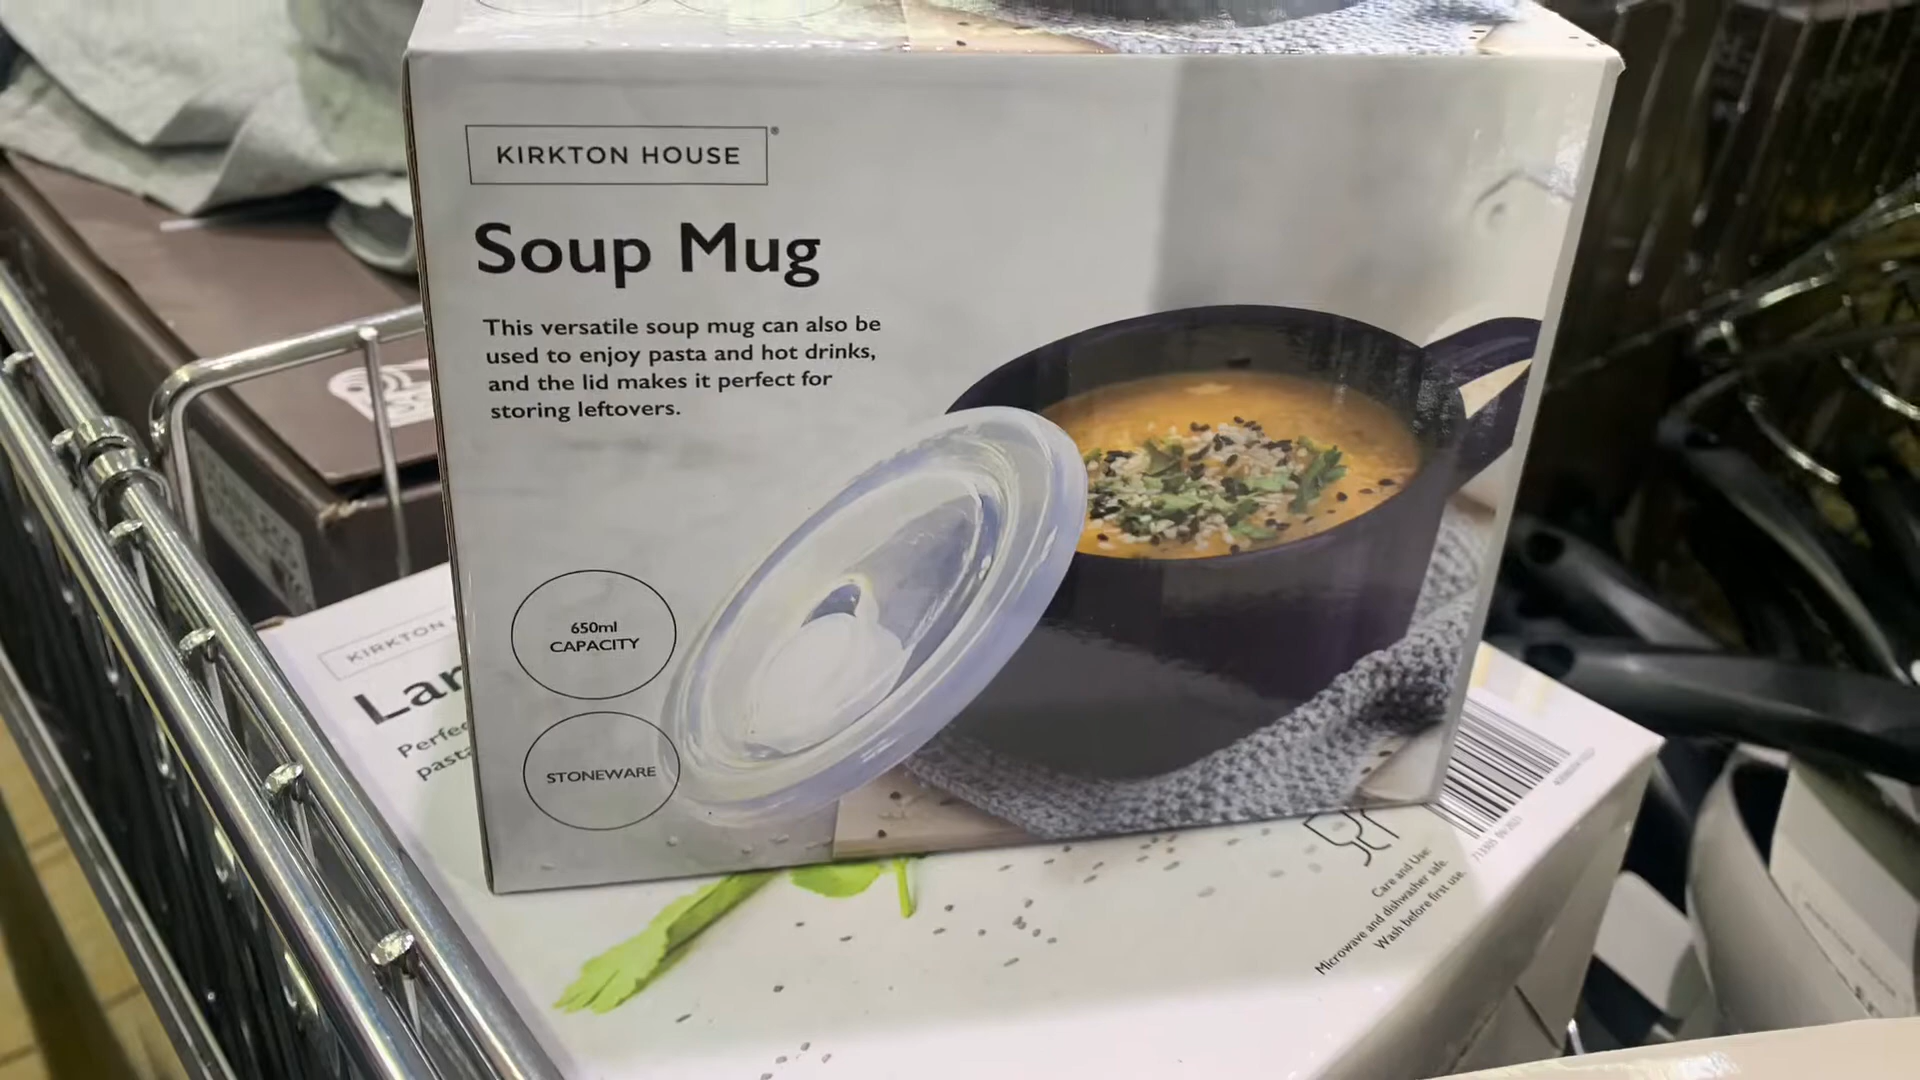 KIRKTON HOUSE®
Soup Mug
This versatile soup mug can also be
used to enjoy pasta and hot drinks,
and the lid makes it perfect for
storing leftovers.
650ml
CAPACITY
STONEWARE
KIRKTON
Lar
Perfec
pasta
Care and Use:
Microwave and dishwasher safe.
Wash before first use.